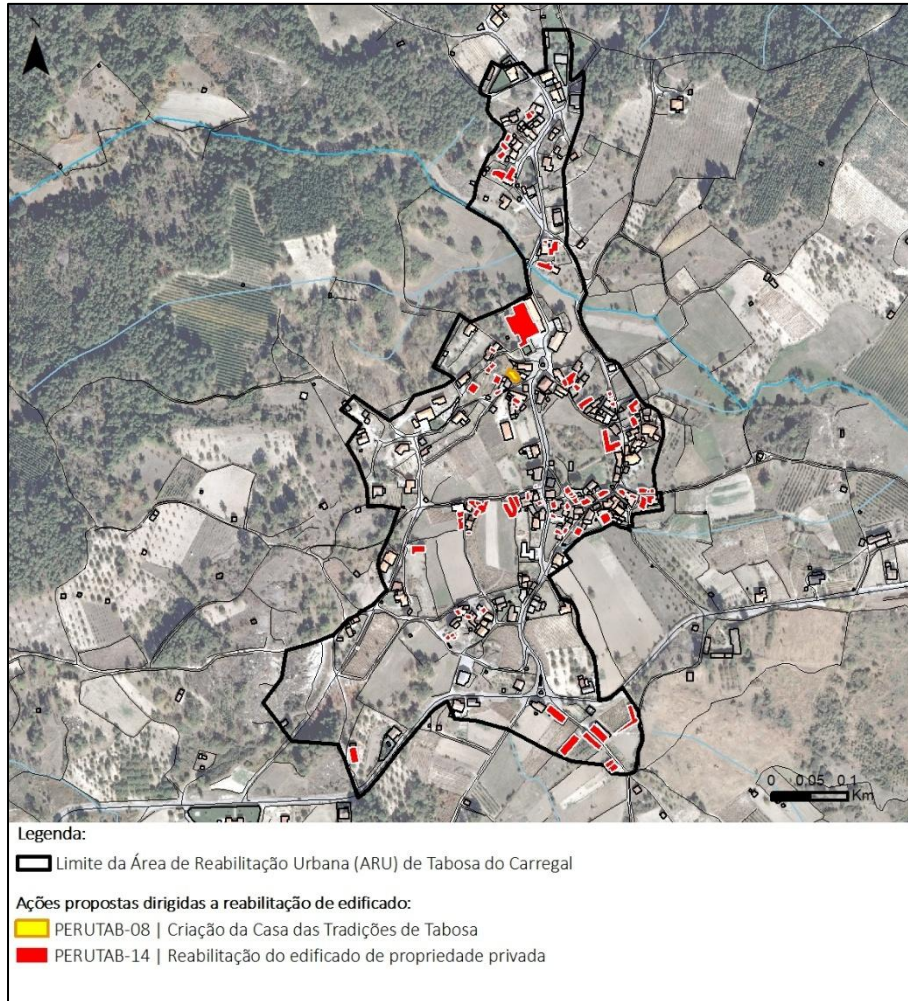 0 0.05 0.1
Km
Legenda:
Limite da Área de Reabilitação Urbana (ARU) de Tabosa do Carregal
Ações propostas dirigidas a reabilitação de edificado:
PERUTAB-08 | Criação da Casa das Tradições de Tabosa
PERUTAB-14 | Reabilitação do edificado de propriedade privada